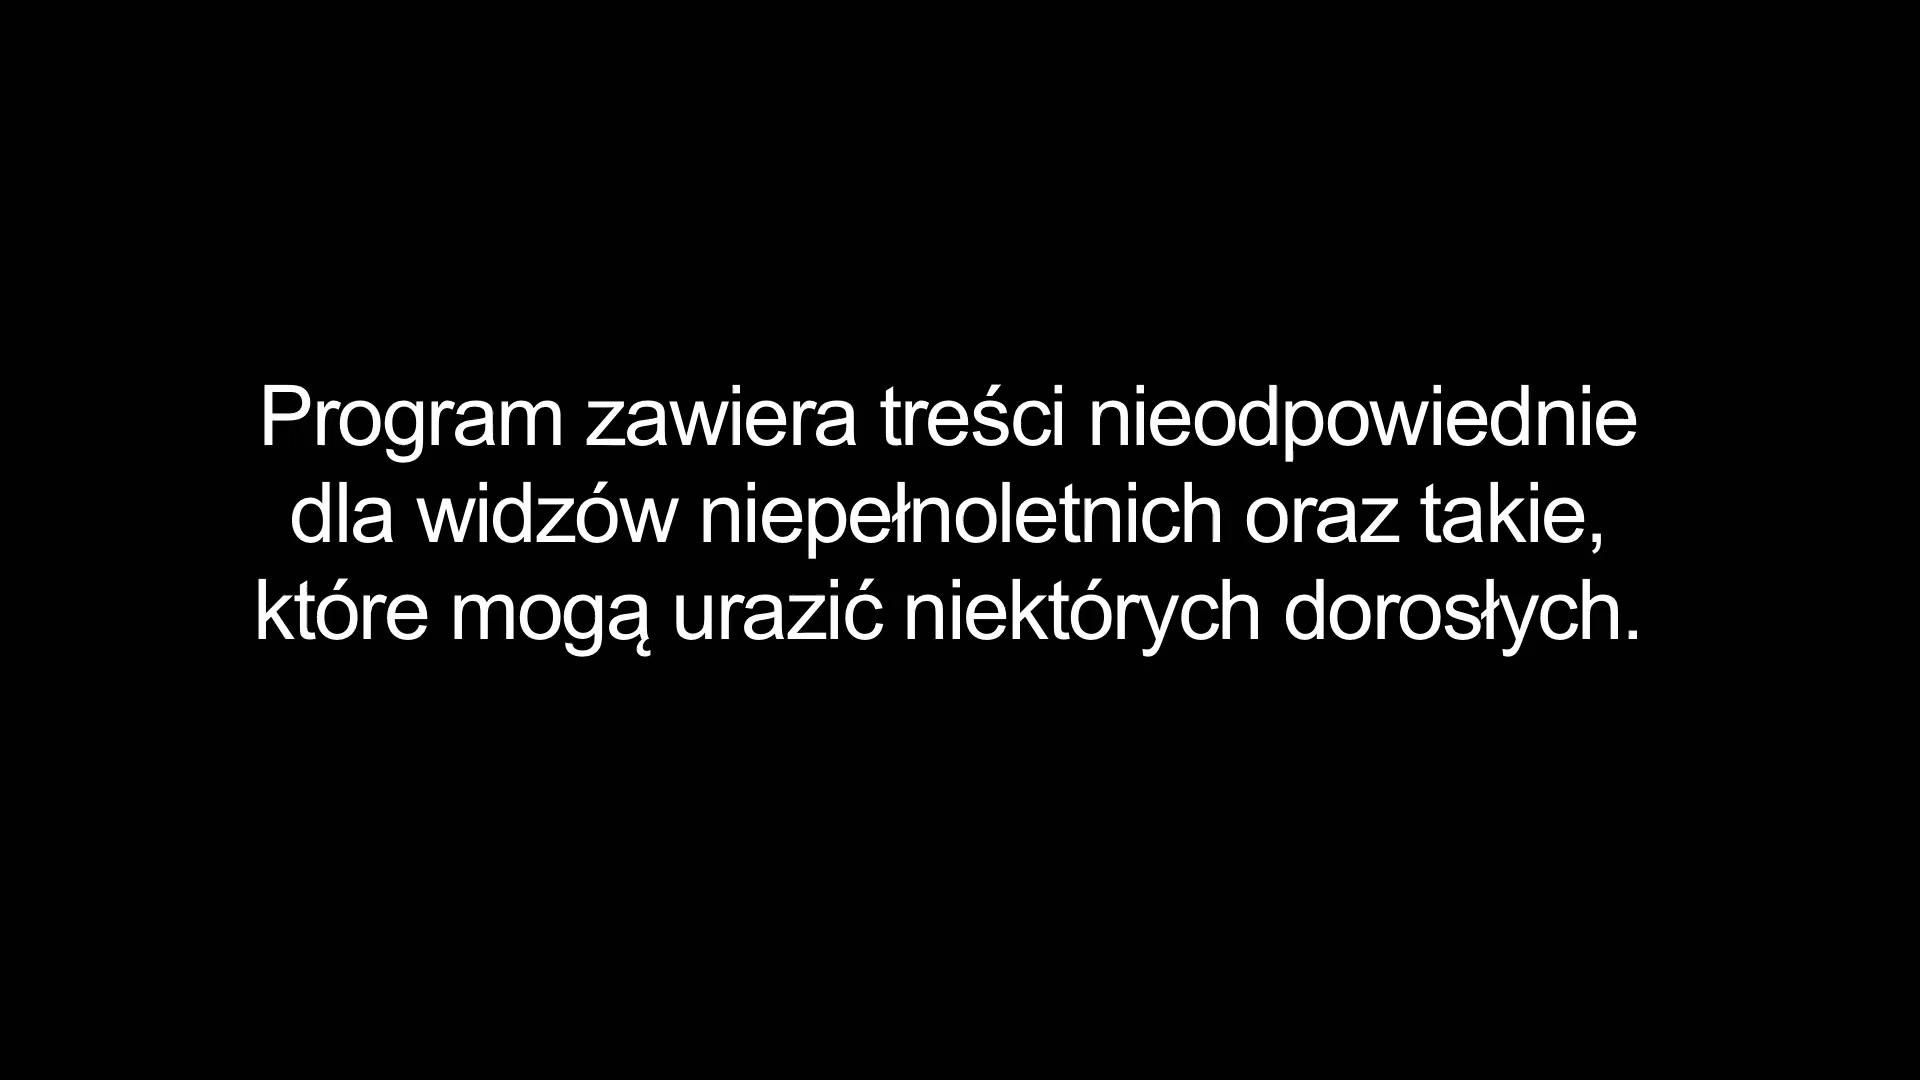 Program zawiera treści nieodpowiednie
dla widzów niepełnoletnich oraz takie,
które mogą urazić niektórych dorosłych.